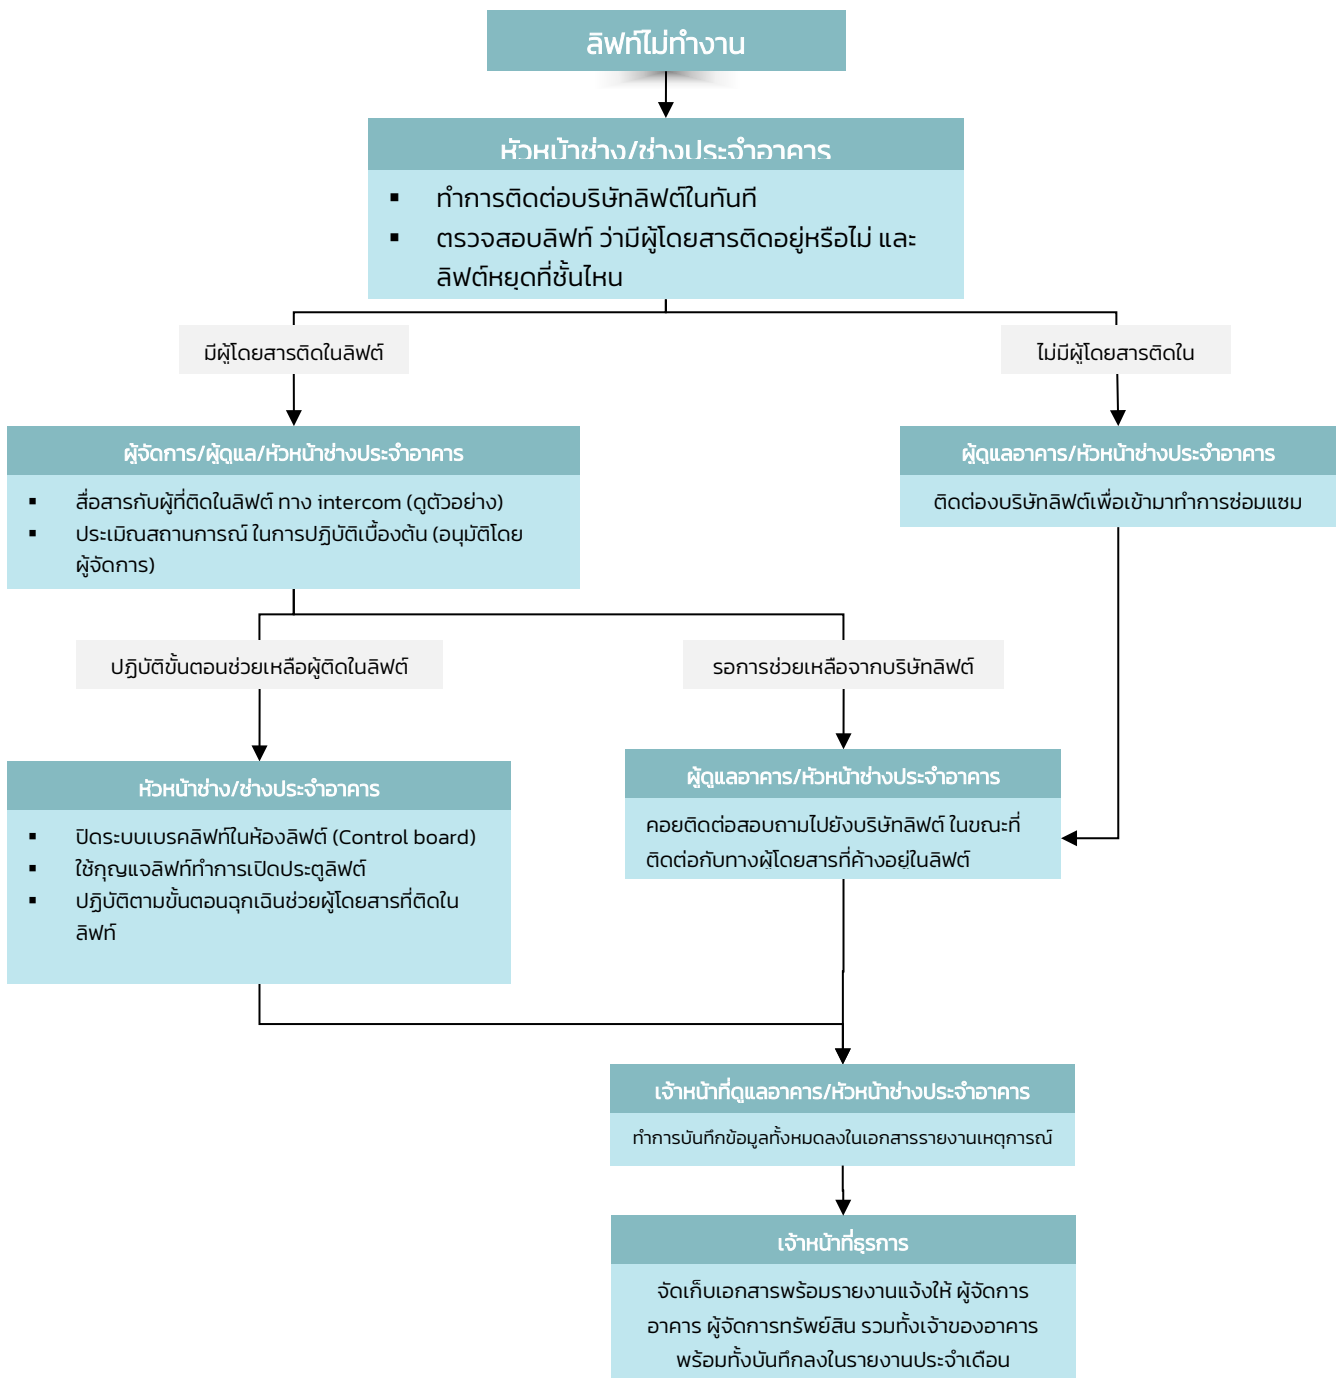 ลิฟท์ไม่ทำงาน
หัวหน้าช่าง/ช่างประจำอาคาร
▪ ทำการติดต่อบริษัทลิฟต์ในทันที
▪ ตรวจสอบลิฟท์ ว่ามีผู้โดยสารติดอยู่หรือไม่ และ
ลิฟต์หยุดที่ชั้นไหน
มีผู้โดยสารติดในลิฟต์
ไม่มีผู้โดยสารติดใน
ผู้จัดการ/ผู้ดูแล/หัวหน้าช่างประจำอาคาร
▪ สื่อสารกับผู้ที่ติดในลิฟต์ ทาง intercom (ดูตัวอย่าง)
▪ ประเมิณสถานการณ์ ในการปฏิบัติเบื้องต้น (อนุมัติโดย
ผู้จัดการ)
ผู้ดูแลอาคาร/หัวหน้าช่างประจำอาคาร
ติดต่องบริษัทลิฟต์เพื่อเข้ามาทำการซ่อมแซม
ปฏิบัติขั้นตอนช่วยเหลือผู้ติดในลิฟต์
รอการช่วยเหลือจากบริษัทลิฟต์
หัวหน้าช่าง/ช่างประจำอาคาร
▪ ปิดระบบเบรคลิฟท์ในห้องลิฟต์ (Control board)
▪ ใช้กุญแจลิฟท์ทำการเปิดประตูลิฟต์
▪ ปฏิบัติตามขั้นตอนฉุกเฉินช่วยผู้โดยสารที่ติดใน
ลิฟท์
ผู้ดูแลอาคาร/หัวหน้าช่างประจำอาคาร
คอยติดต่อสอบถามไปยังบริษัทลิฟต์ ในขณะที่
ติดต่อกับทางผู้โดยสารที่ค้างอยู่ในลิฟต์
เจ้าหน้าที่ดูแลอาคาร/หัวหน้าช่างประจำอาคาร
ทำการบันทึกข้อมูลทั้งหมดลงในเอกสารรายงานเหตุการณ์
เจ้าหน้าที่ธุรการ
จัดเก็บเอกสารพร้อมรายงานแจ้งให้ ผู้จัดการ
อาคาร ผู้จัดการทรัพย์สิน รวมทั้งเจ้าของอาคาร
พร้อมทั้งบันทึกลงในรายงานประจำเดือน